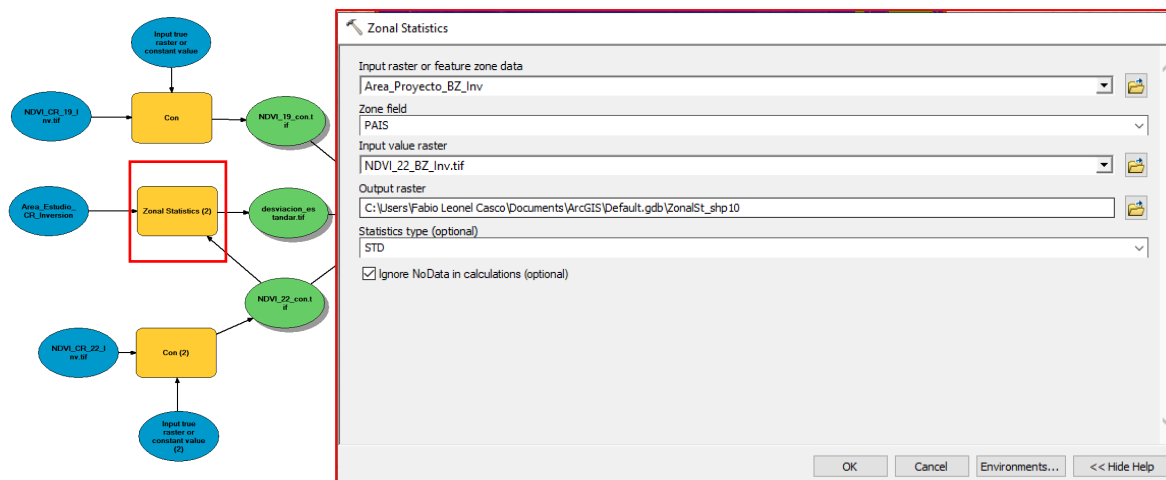 Input true
raster or
constant value
NDVI_CR_19_I
nv.tif
Con
NDVI_19_con.t
if
Area_Estudio_
CR_Inversion
Zonal Statistics (2)
desviacion_es
tandar.tif
NDVI_22_con.t
if
NDVI_CR_22_I
nv.tif
Con (2)
Input true
raster or
constant value
(2)
Zonal Statistics
Input raster or feature zone data
Area_Proyecto_BZ_Inv
Zone field
PAIS
Input value raster
NDVI_22_BZ_Inv.tif
Output raster
C:\Users\Fabio Leonel Casco\Documents\ArcGIS\Default.gdb\ZonalSt_shp10
Statistics type (optional)
STD
Ignore NoData in calculations (optional)
OK
Cancel
Environments...
<< Hide Help